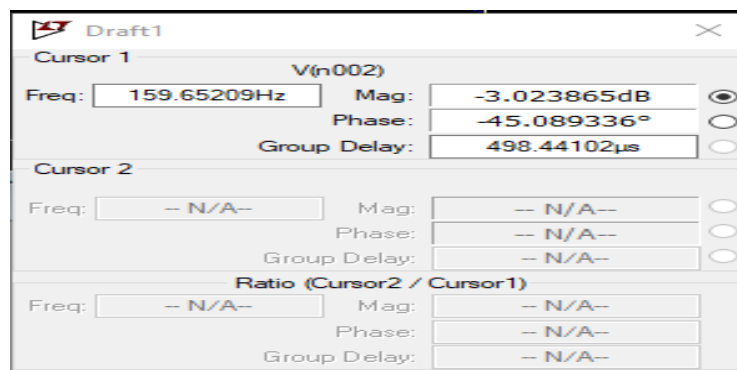 Draft1
Cursor 1
V(n002)
Freq: 159.65209Hz Mag: -3.023865dB
Phase: -45.089336°
Group Delay: 498.44102µs
Cursor 2
Freq: -- N/A-- Mag: -- N/A--
Phase: -- N/A--
Group Delay: -- N/A--
Ratio (Cursor2 / Cursor1)
Freq: -- N/A-- Mag: -- N/A--
Phase: -- N/A--
Group Delay: -- N/A--